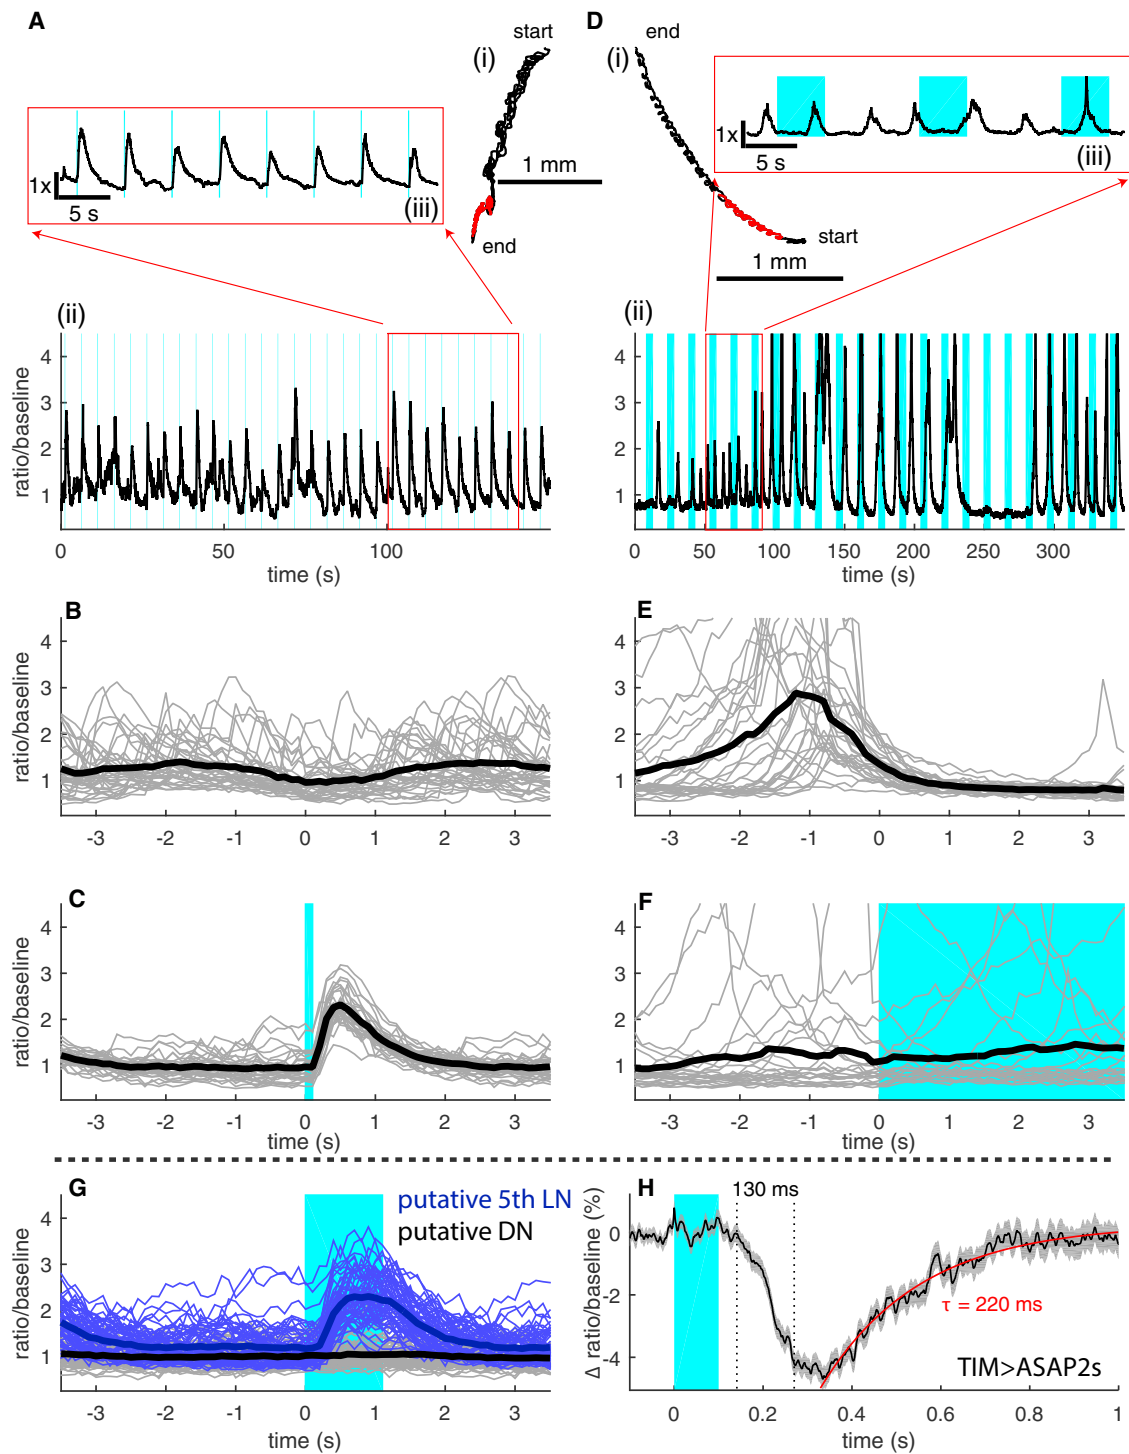 A
start
(i)
1x
5 s
(iii)
1 mm
end
(ii)
4
3
2
1
ratio/baseline
0
50
100
time (s)
D
end
(i)
1x
5 s
(iii)
start
1 mm
(ii)
4
3
2
1
ratio/baseline
0
50
100
150
200
250
300
time (s)
B
4
3
2
1
ratio/baseline
-3
-2
-1
0
1
2
3
E
4
3
2
1
-3
-2
-1
0
1
2
3
C
4
3
2
1
ratio/baseline
-3
-2
-1
0
1
2
3
time (s)
F
4
3
2
1
-3
-2
-1
0
1
2
3
time (s)
G
putative 5th LN
putative DN
4
3
2
1
ratio/baseline
-3
-2
-1
0
1
2
3
time (s)
H
130 ms
0
-2
-4
Δ ratio/baseline (%)
τ = 220 ms
TIM>ASAP2s
0
0.2
0.4
0.6
0.8
1
time (s)